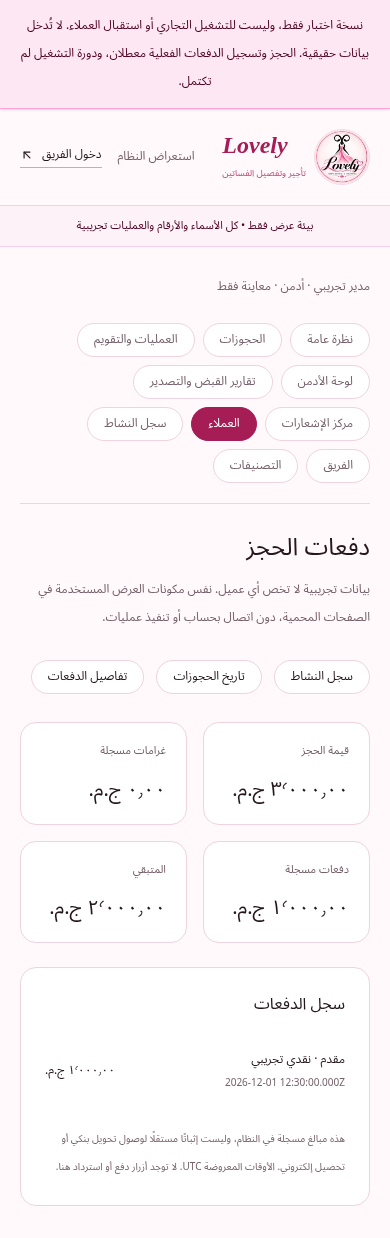 نسخة اختبار فقط، وليست للتشغيل التجاري أو استقبال العملاء. لا تُدخل
بيانات حقيقية. الحجز وتسجيل الدفعات الفعلية معطلان، ودورة التشغيل لم
تكتمل.
Lovely
Lovely
تأجير وتفصيل الفساتين
استعراض النظام
دخول الفريق
بيئة عرض فقط • كل الأسماء والأرقام والعمليات تجريبية
مدير تجريبي · أدمن · معاينة فقط
نظرة عامة
الحجوزات
العمليات والتقويم
لوحة الأدمن
تقارير القبض والتصدير
مركز الإشعارات
العملاء
سجل النشاط
الفريق
التصنيفات
دفعات الحجز
بيانات تجريبية لا تخص أي عميل. نفس مكونات العرض المستخدمة في
الصفحات المحمية، دون اتصال بحساب أو تنفيذ عمليات.
سجل النشاط
تاريخ الحجوزات
تفاصيل الدفعات
قيمة الحجز
٣٬٠٠٠٫٠٠ ج.م.
غرامات مسجلة
٠٫٠٠ ج.م.
دفعات مسجلة
١٬٠٠٠٫٠٠ ج.م.
المتبقي
٢٬٠٠٠٫٠٠ ج.م.
سجل الدفعات
مقدم · نقدي تجريبي
١٬٠٠٠٫٠٠ ج.م.
2026-12-01 12:30:00.000Z
هذه مبالغ مسجلة في النظام، وليست إثباتًا مستقلًا لوصول تحويل بنكي أو
تحصيل إلكتروني. الأوقات المعروضة UTC. لا توجد أزرار دفع أو استرداد هنا.